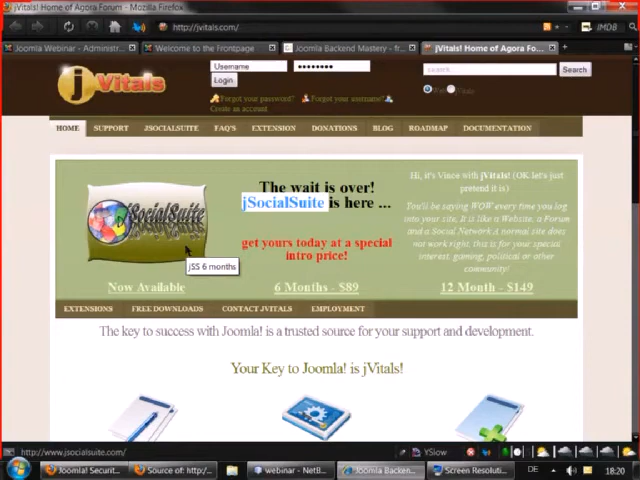 jVitals! Home of Agora Forum - Mozilla Firefox
http://jvitals.com/
IMDB
Joomla Webinar - Administr...
Welcome to the Frontpage
Joomla Backend Mastery - fr...
jVitals! Home of Agora Fo...
jVitals
Username
Login
Forgot your password?
Forgot your username?
Create an account
search
Search
Web
jVitals
HOME
SUPPORT
JSOCIALSUITE
FAQ'S
EXTENSION
DONATIONS
BLOG
ROADMAP
DOCUMENTATION
jSocialSuite
jSS 6 months
Now Available
The wait is over!
jSocialSuite is here ...
get yours today at a special
intro price!
6 Months - $89
Hi, it's Vince with jVitals! (OK let's just
pretend it is)
You'll be saying WOW every time you log
into your site. It is like a Website, a Forum
and a Social Network A normal site does
not work right, this is for your special
interest, gaming, political or other
community!
12 Month - $149
EXTENSIONS
FREE DOWNLOADS
CONTACT JVITALS
EMPLOYMENT
The key to success with Joomla! is a trusted source for your support and development.
Your Key to Joomla! is jVitals!
http://www.jsocialsuite.com/
YSlow
Joomla! Securit...
Source of: http:/...
webinar - NetB...
Joomla Backen...
Screen Resolutio...
DE
18:20